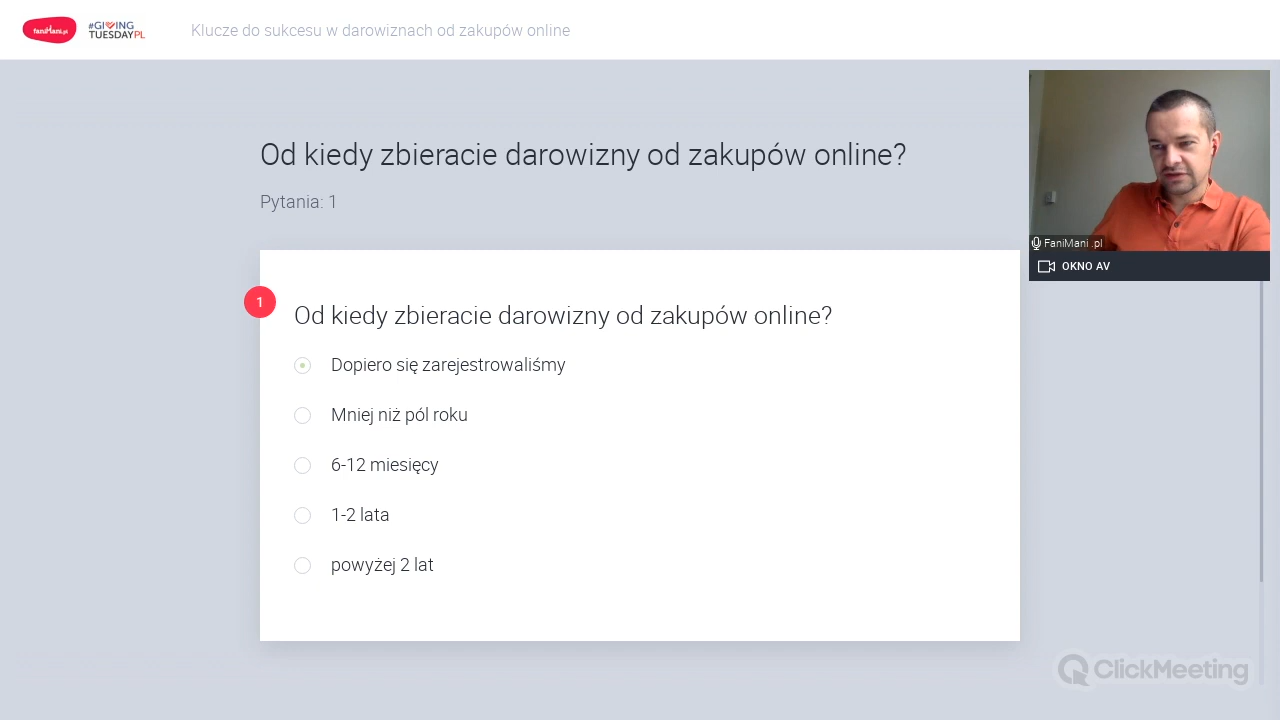 faniMani.pl
#GIVING
TUESDAYPL
Klucze do sukcesu w darowiznach od zakupów online
Od kiedy zbieracie darowizny od zakupów online?
Pytania: 1
FaniMani .pl
OKNO AV
1
Od kiedy zbieracie darowizny od zakupów online?
Dopiero się zarejestrowaliśmy
Mniej niż pól roku
6-12 miesięcy
1-2 lata
powyżej 2 lat
ClickMeeting